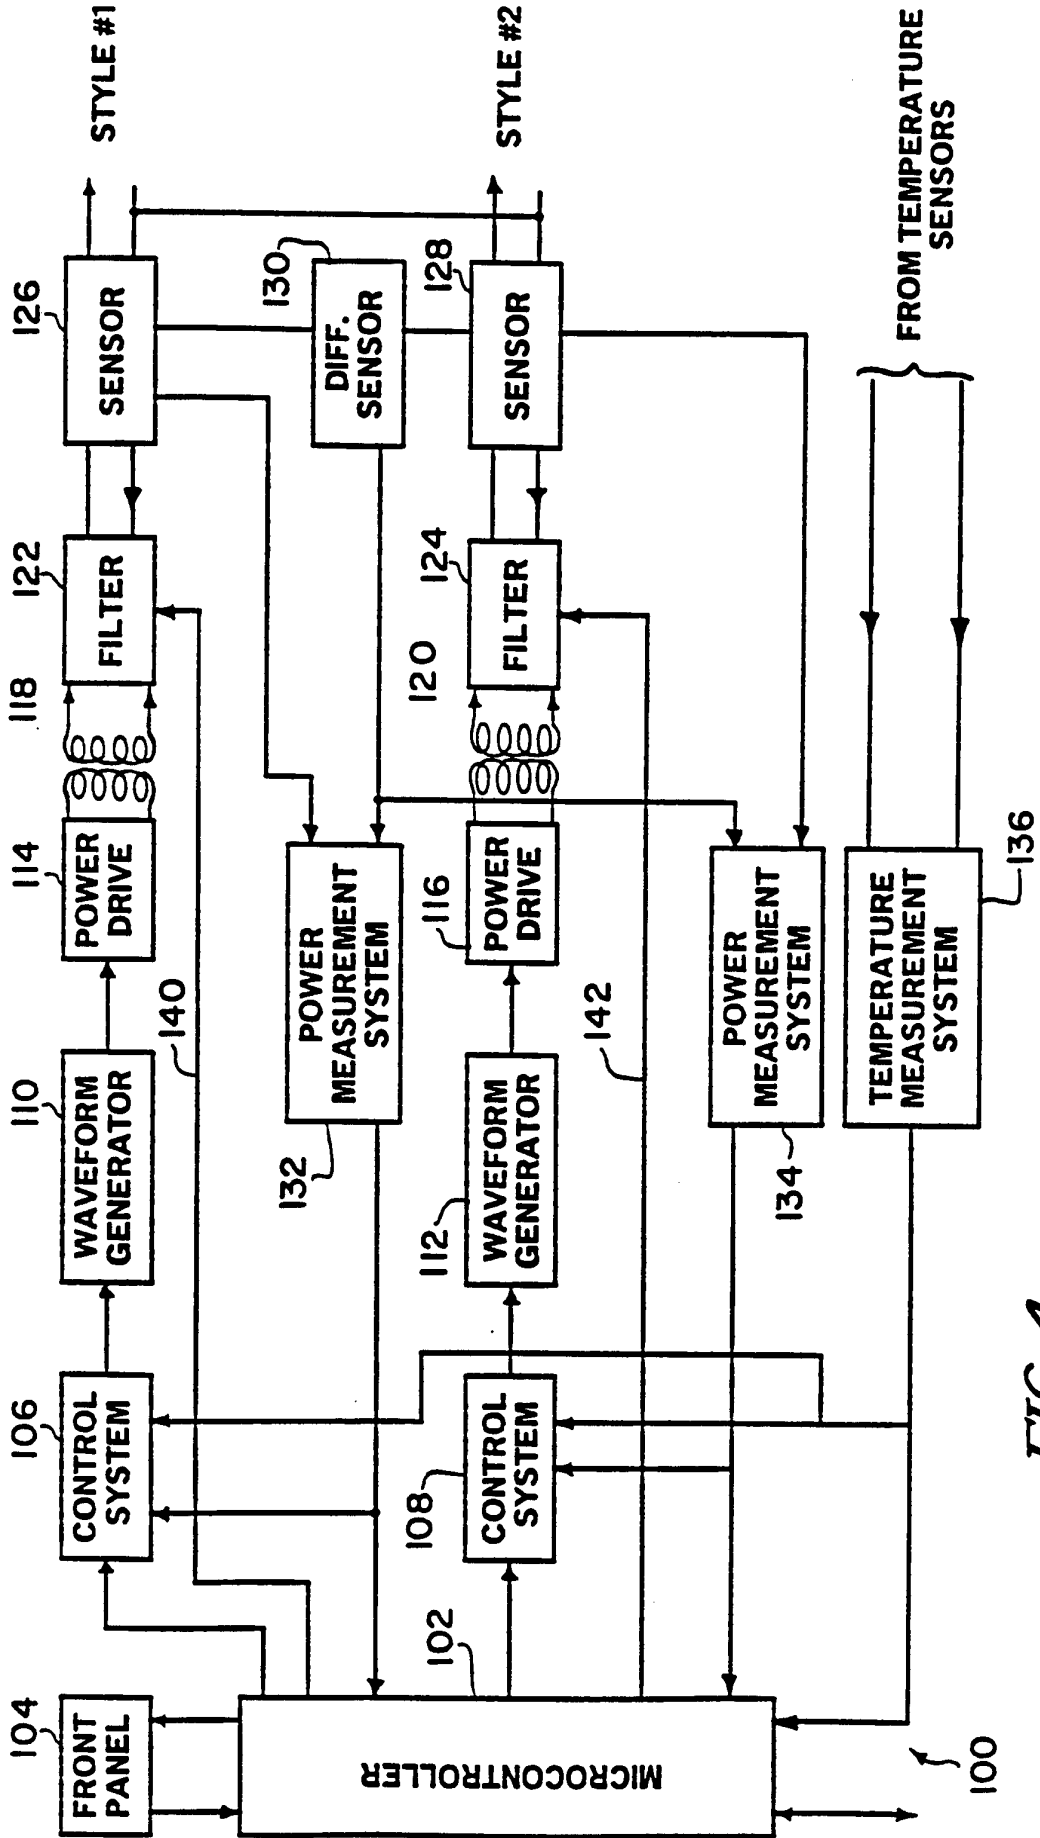 104
FRONT
PANEL
MICROCONTROLLER
102
100
106
CONTROL
SYSTEM
110
WAVEFORM
GENERATOR
114
POWER
DRIVE
118
122
FILTER
126
SENSOR
STYLE #1
140
132
POWER
MEASUREMENT
SYSTEM
130
DIFF.
SENSOR
108
CONTROL
SYSTEM
112
WAVEFORM
GENERATOR
116
POWER
DRIVE
120
124
FILTER
128
SENSOR
STYLE #2
142
134
POWER
MEASUREMENT
SYSTEM
TEMPERATURE
MEASUREMENT
SYSTEM
136
FROM TEMPERATURE
SENSORS